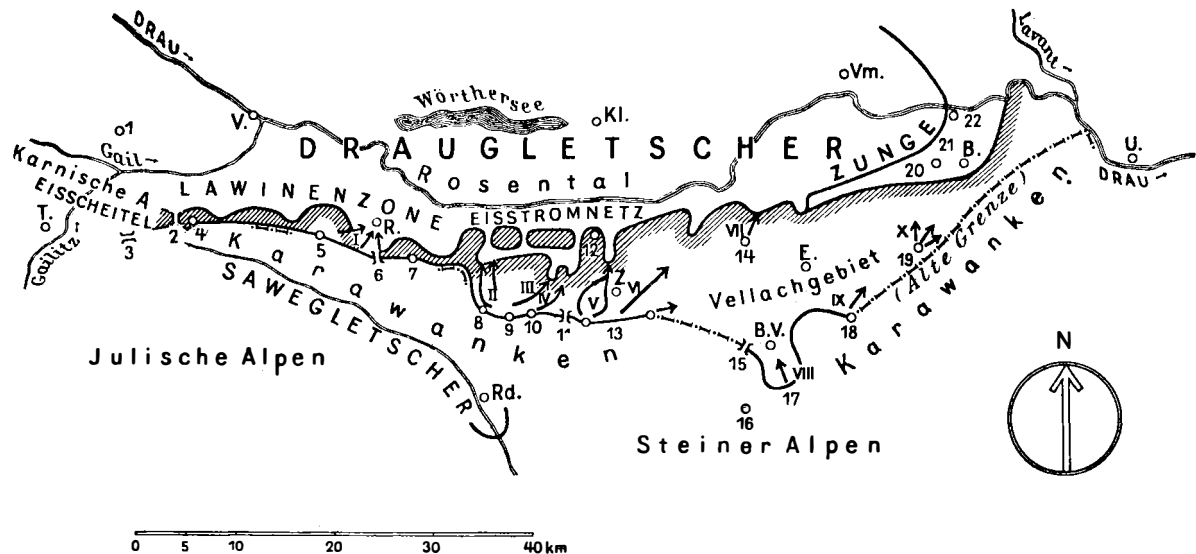 DRAU→
Lavant→
Vm.
Wörthersee
V.
Kl.
1
Gail→
22
DRAUGLETSCHER
ZUNGE
21
B.
20
U.
DRAU→
Karnische A
EISSCHEITEL
LAWINENZONE
Rosental
EISSTROMNETZ
T.
Gailitz
3
2
4
5
I
R.
6
7
12
VII
14
E.
X
19
(Alte Grenze)
Karawanken
SAWEGLETSCHER
II
III
IV
V
Z.
VI
Vellachgebiet
IX
18
8
9
10
11
13
B.V.
15
VIII
17
Karawanken
Julische Alpen
Rd.
16
Steiner Alpen
N
0 5 10 20 30 40 km